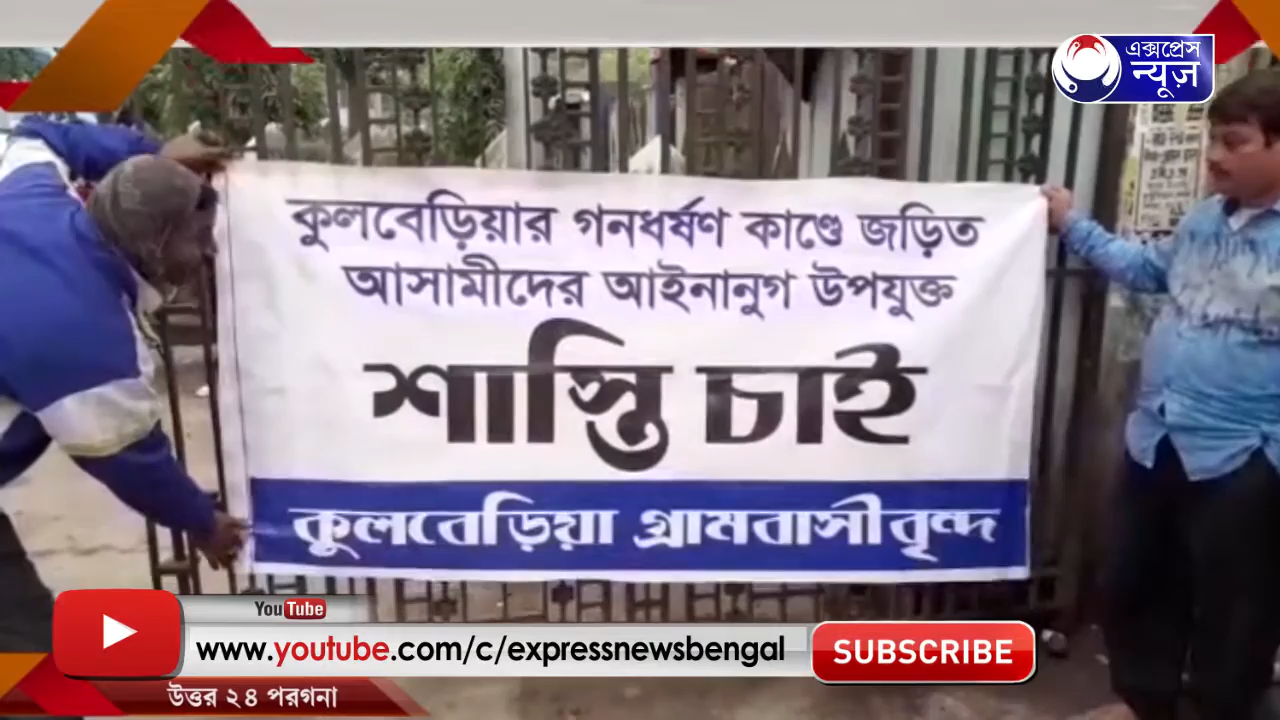 এক্সপ্রেস
ন্যূজ
কুলবেড়িয়ার গনধর্ষণ কাণ্ডে জড়িত
আসামীদের আইনানুগ উপযুক্ত
শাস্তি চাই
কুলবেড়িয়া গ্রামবাসীবৃন্দ
YouTube
www.youtube.com/c/expressnewsbengal
SUBSCRIBE
উত্তর ২৪ পরগনা